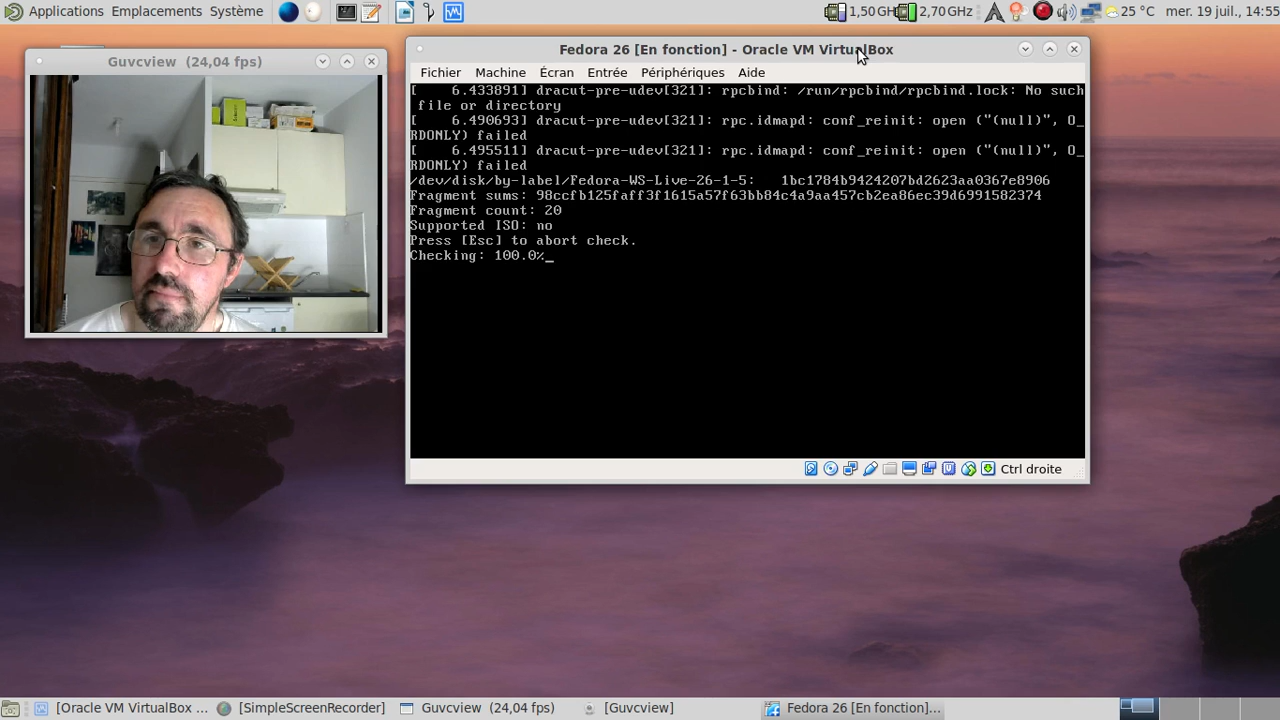 Applications Emplacements Système 1,50 GH 2,70 GHz 25 °C mer. 19 juil., 14:55
Guvcview (24,04 fps)
Fedora 26 [En fonction] - Oracle VM VirtualBox
Fichier Machine Écran Entrée Périphériques Aide
[    6.433891] dracut-pre-udev[321]: rpcbind: /run/rpcbind/rpcbind.lock: No such
 file or directory
[    6.490693] dracut-pre-udev[321]: rpc.idmapd: conf_reinit: open ("(null)", O_
RDONLY) failed
[    6.495511] dracut-pre-udev[321]: rpc.idmapd: conf_reinit: open ("(null)", O_
RDONLY) failed
/dev/disk/by-label/Fedora-WS-Live-26-1-5:   1bc1784b9424207bd2623aa0367e8906
Fragment sums: 98ccfb125faff3f1615a57f63bb84c4a9aa457cb2ea86ec39d6991582374
Fragment count: 20
Supported ISO: no
Press [Esc] to abort check.
Checking: 100.0%_
Ctrl droite
[Oracle VM VirtualBox ... [SimpleScreenRecorder] Guvcview (24,04 fps) [Guvcview] Fedora 26 [En fonction]...